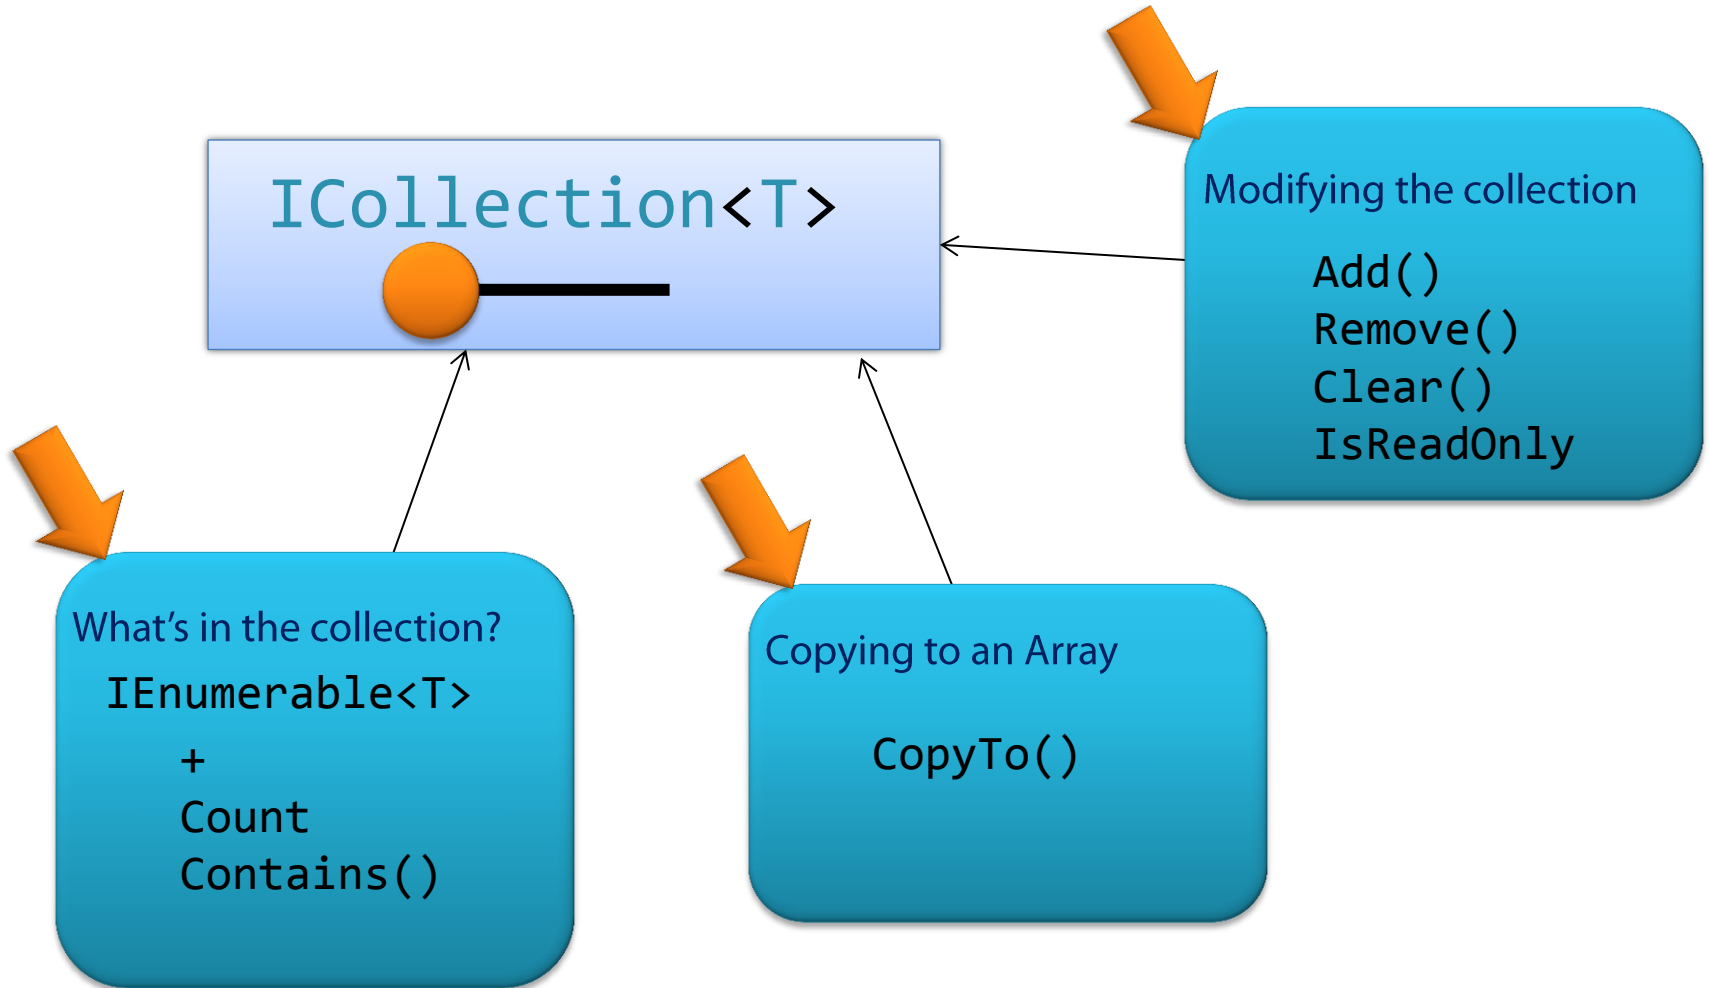 ICollection<T>
Modifying the collection
Add()
Remove()
Clear()
IsReadOnly
What’s in the collection?
IEnumerable<T>
+
Count
Contains()
Copying to an Array
CopyTo()